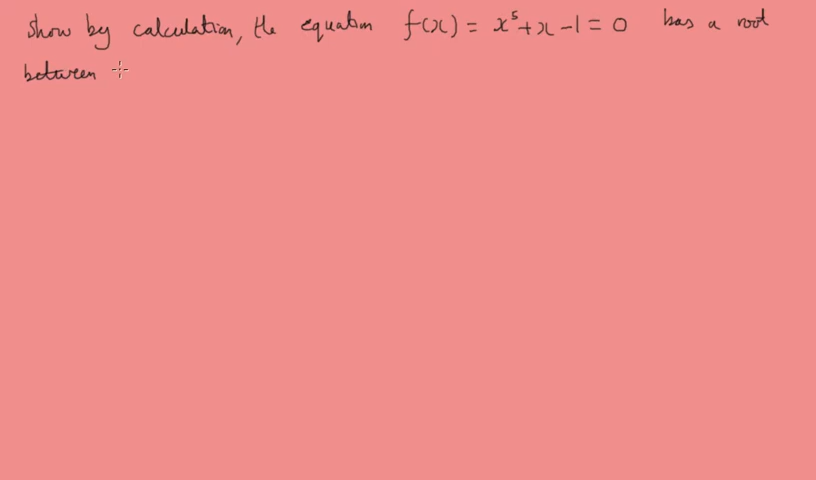 Show by calculation, the equation f(x) = x⁵ + x - 1 = 0 has a root
between